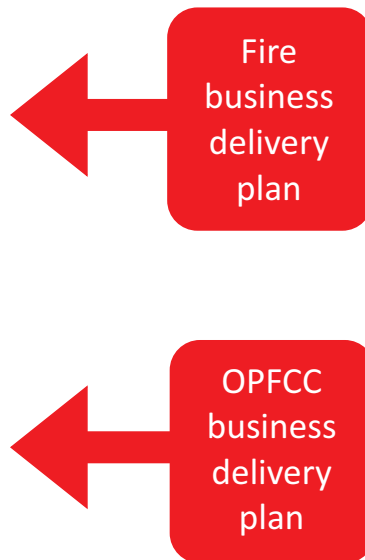 Fire
business
delivery
plan
OPFCC
business
delivery
plan